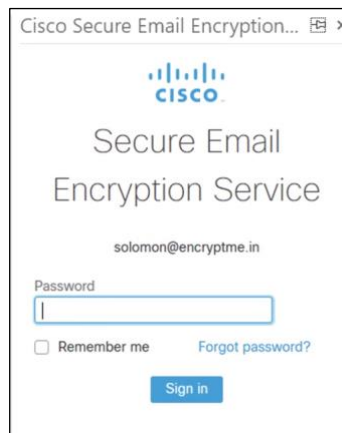 Cisco Secure Email Encryption...
CISCO
Secure Email
Encryption Service
solomon@encryptme.in
Password
Remember me Forgot password?
Sign in